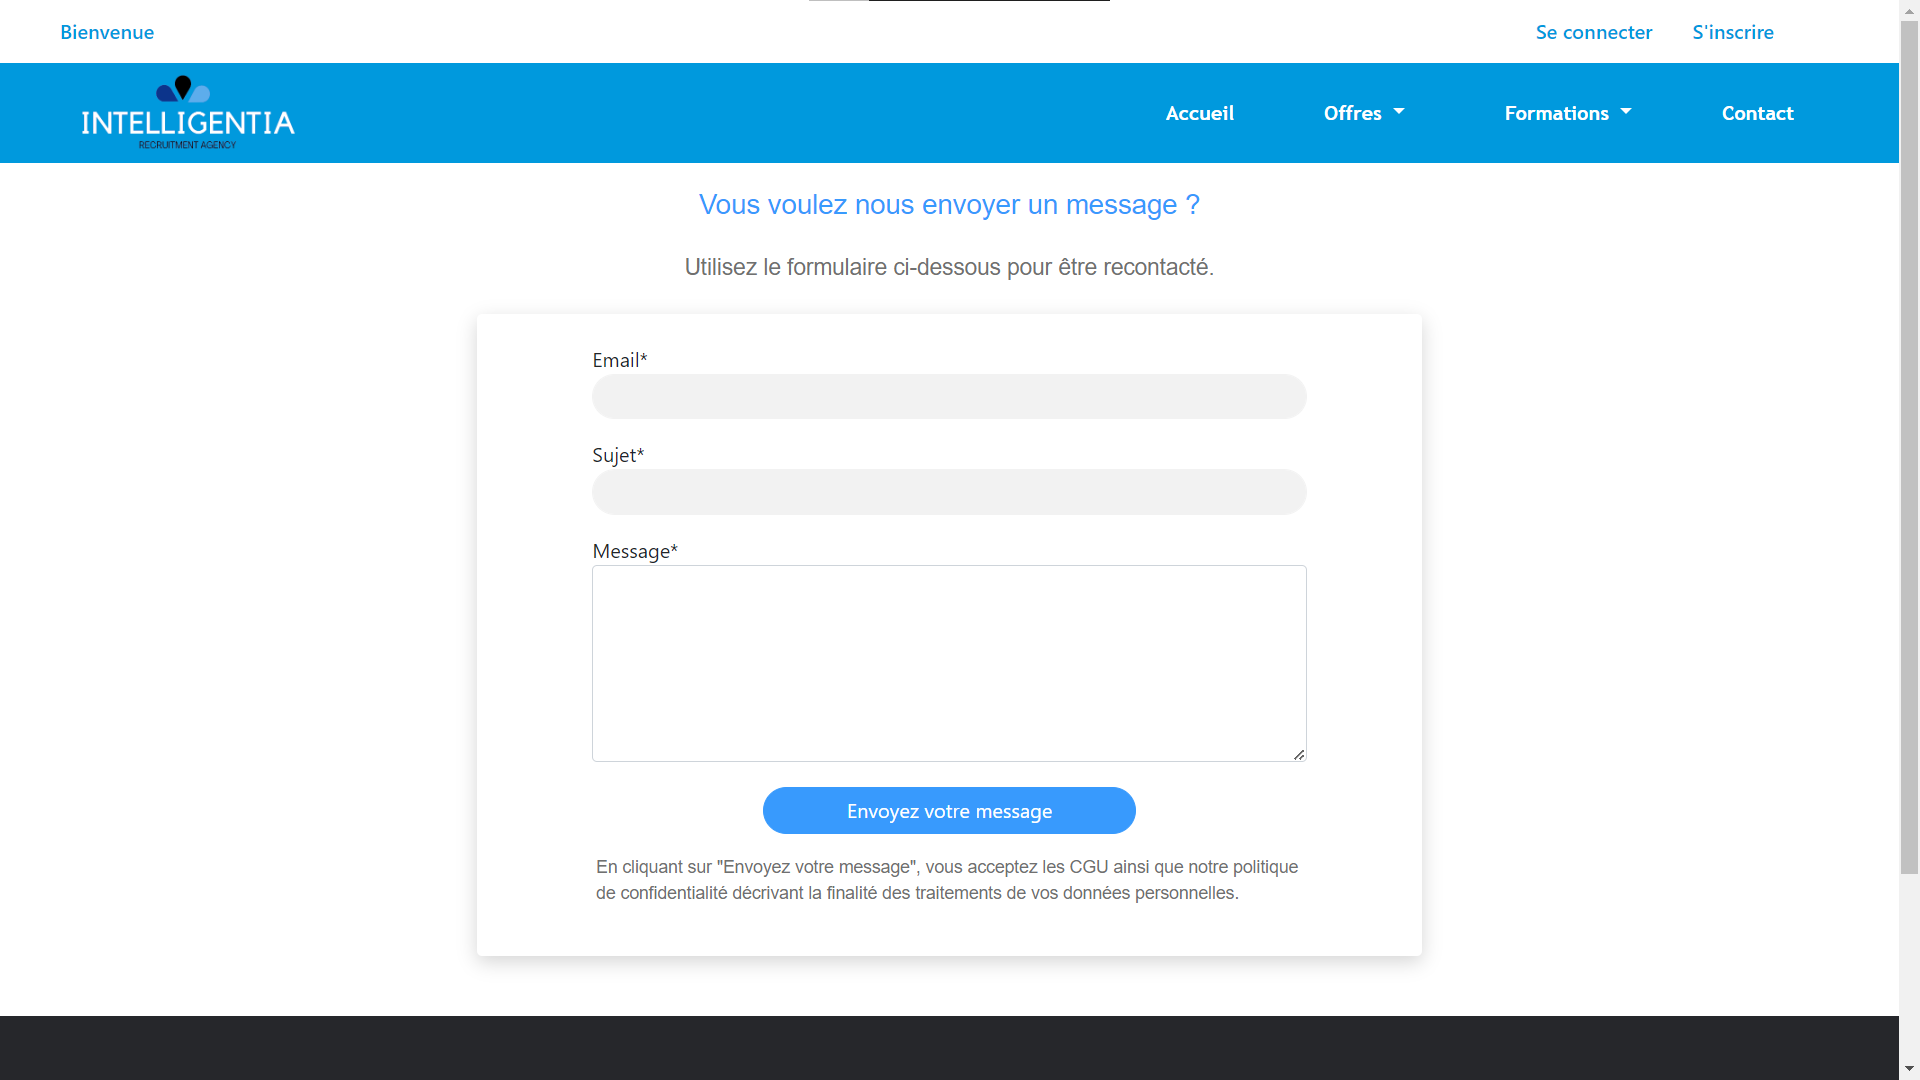 Bienvenue
Se connecter
S'inscrire
INTELLIGENTIA
RECRUITMENT AGENCY
Accueil
Offres
Formations
Contact
Vous voulez nous envoyer un message ?
Utilisez le formulaire ci-dessous pour être recontacté.
Email*
Sujet*
Message*
Envoyez votre message
En cliquant sur "Envoyez votre message", vous acceptez les CGU ainsi que notre politique
de confidentialité décrivant la finalité des traitements de vos données personnelles.